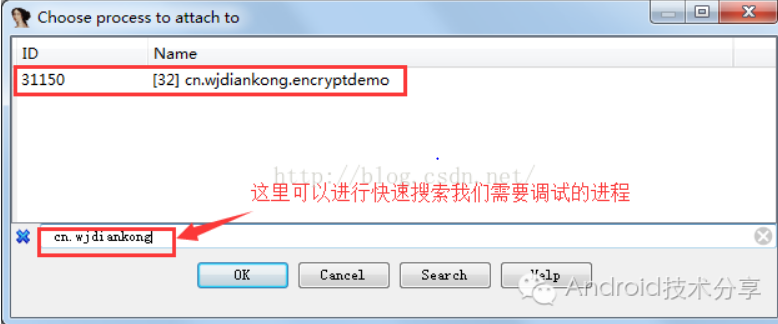 Choose process to attach to
ID Name
31150 [32] cn.wjdiankong.encryptdemo
http://blog.csdn.net/
这里可以进行快速搜索我们需要调试的进程
cn.wjdiankong
OK Cancel Search Help
Android技术分享